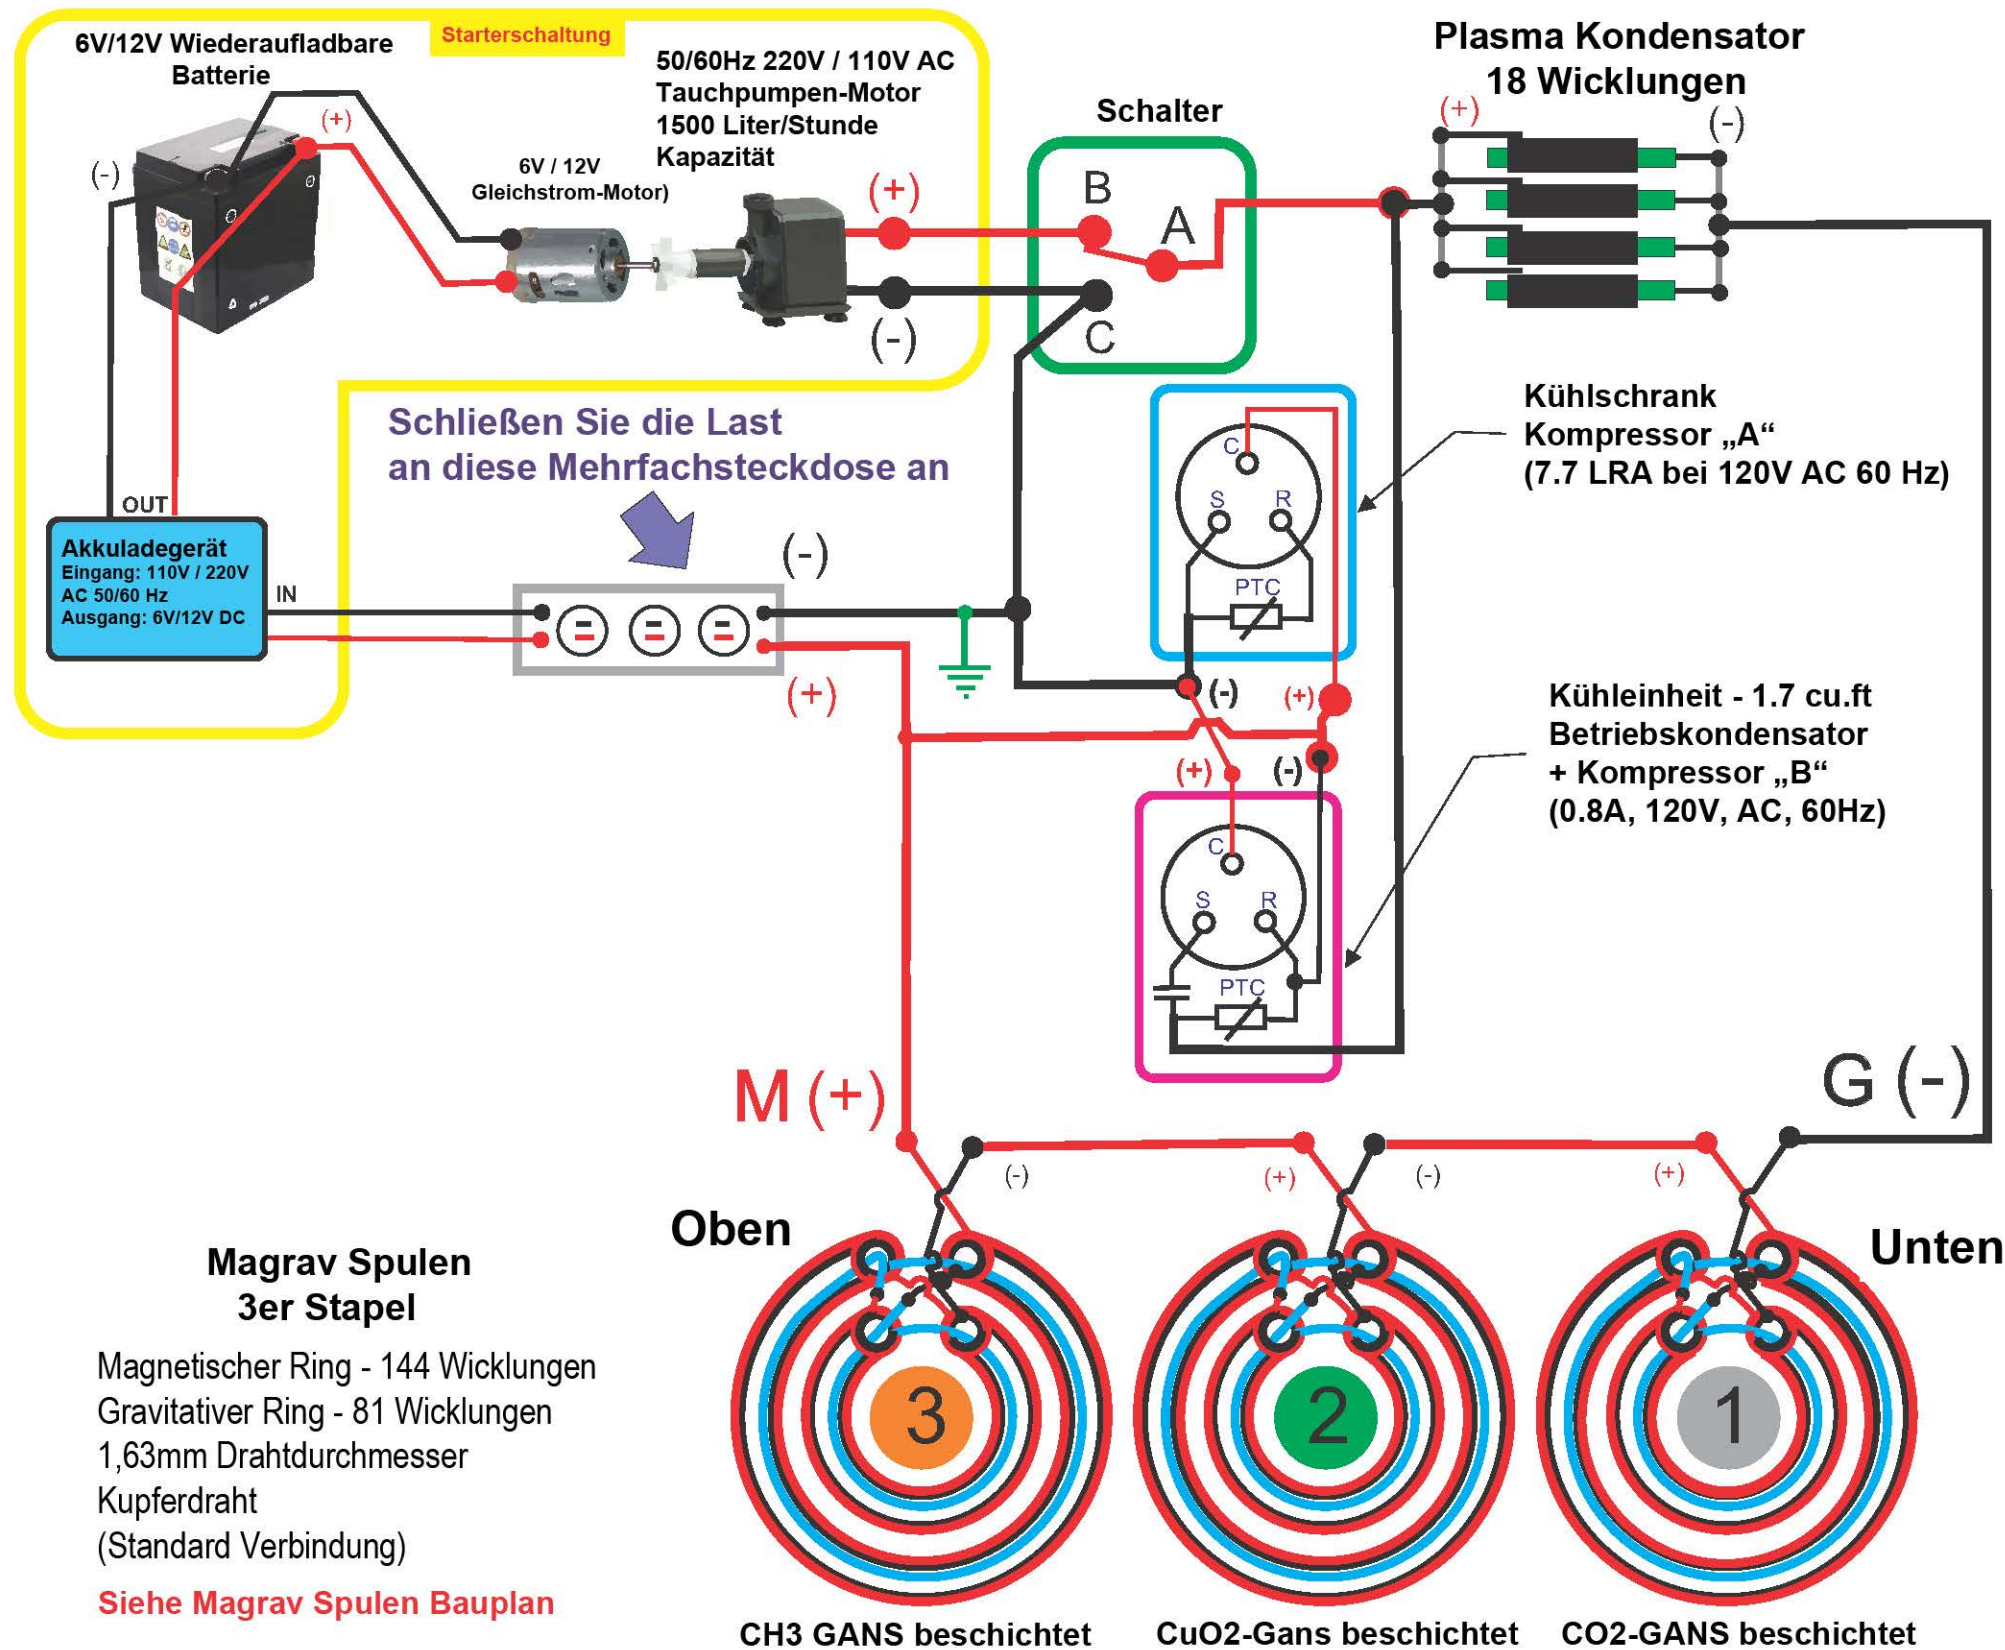 Starterschaltung
6V/12V Wiederaufladbare
Batterie
(+)
(-)
6V / 12V
Gleichstrom-Motor)
50/60Hz 220V / 110V AC
Tauchpumpen-Motor
1500 Liter/Stunde
Kapazität
(+)
(-)
Schalter
B
A
C
Plasma Kondensator
18 Wicklungen
(+)
(-)
Schließen Sie die Last
an diese Mehrfachsteckdose an
OUT
Akkuladegerät
Eingang: 110V / 220V
AC 50/60 Hz
Ausgang: 6V/12V DC
IN
(-)
(+)
C
S
R
PTC
Kühlschrank
Kompressor „A“
(7.7 LRA bei 120V AC 60 Hz)
(-)
(+)
(+)
(-)
C
S
R
PTC
Kühleinheit - 1.7 cu.ft
Betriebskondensator
+ Kompressor „B“
(0.8A, 120V, AC, 60Hz)
M (+)
G (-)
(-)
(+)
(-)
(+)
Oben
Unten
Magrav Spulen
3er Stapel
Magnetischer Ring - 144 Wicklungen
Gravitativer Ring - 81 Wicklungen
1,63mm Drahtdurchmesser
Kupferdraht
(Standard Verbindung)
Siehe Magrav Spulen Bauplan
3
2
1
CH3 GANS beschichtet
CuO2-Gans beschichtet
CO2-GANS beschichtet